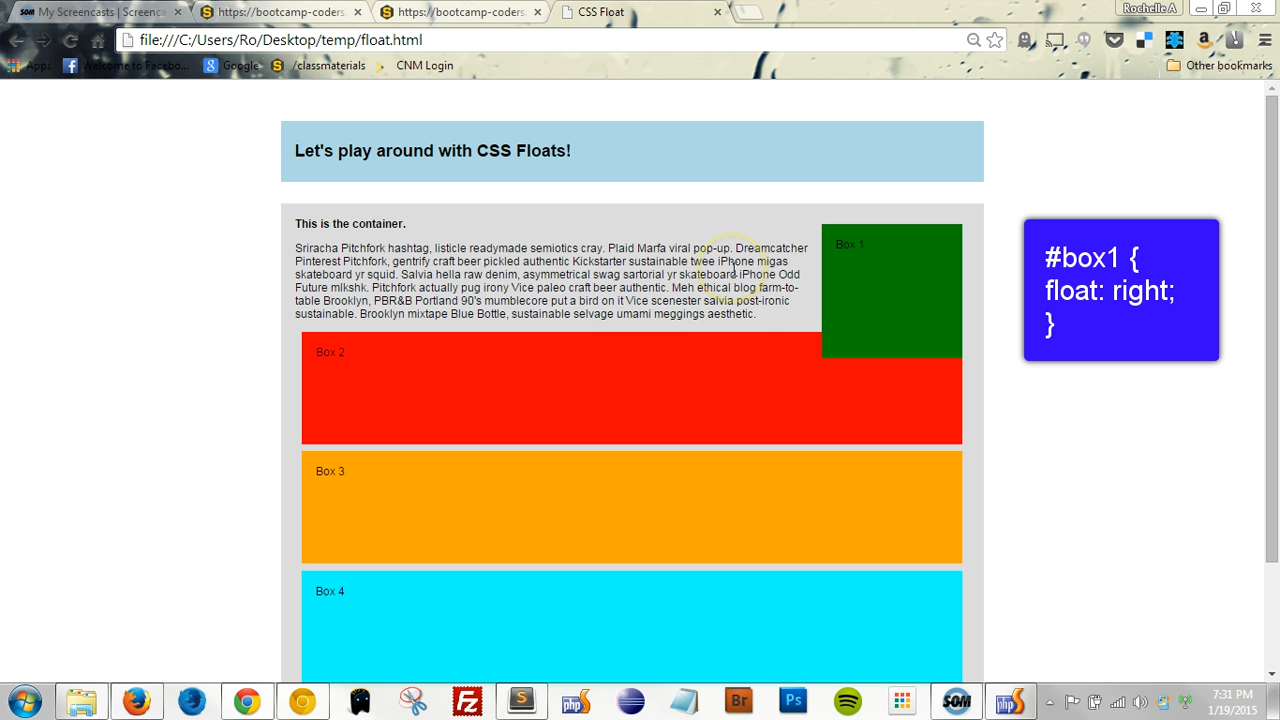 My Screencasts | Screenca
https://bootcamp-coders.
https://bootcamp-coders.
CSS Float
Rochelle A
file:///C:/Users/Ro/Desktop/temp/float.html
Apps
Welcome to Facebo...
Google
/classmaterials
CNM Login
Other bookmarks
Let's play around with CSS Floats!
This is the container.
Sriracha Pitchfork hashtag, listicle readymade semiotics cray. Plaid Marfa viral pop-up. Dreamcatcher
Pinterest Pitchfork, gentrify craft beer pickled authentic Kickstarter sustainable twee iPhone migas
skateboard yr squid. Salvia hella raw denim, asymmetrical swag sartorial yr skateboard iPhone Odd
Future mlkshk. Pitchfork actually pug irony Vice paleo craft beer authentic. Meh ethical blog farm-to-
table Brooklyn, PBR&B Portland 90's mumblecore put a bird on it Vice scenester salvia post-ironic
sustainable. Brooklyn mixtape Blue Bottle, sustainable selvage umami meggings aesthetic.
Box 1
Box 2
Box 3
Box 4
#box1 {
float: right;
}
7:31 PM
1/19/2015